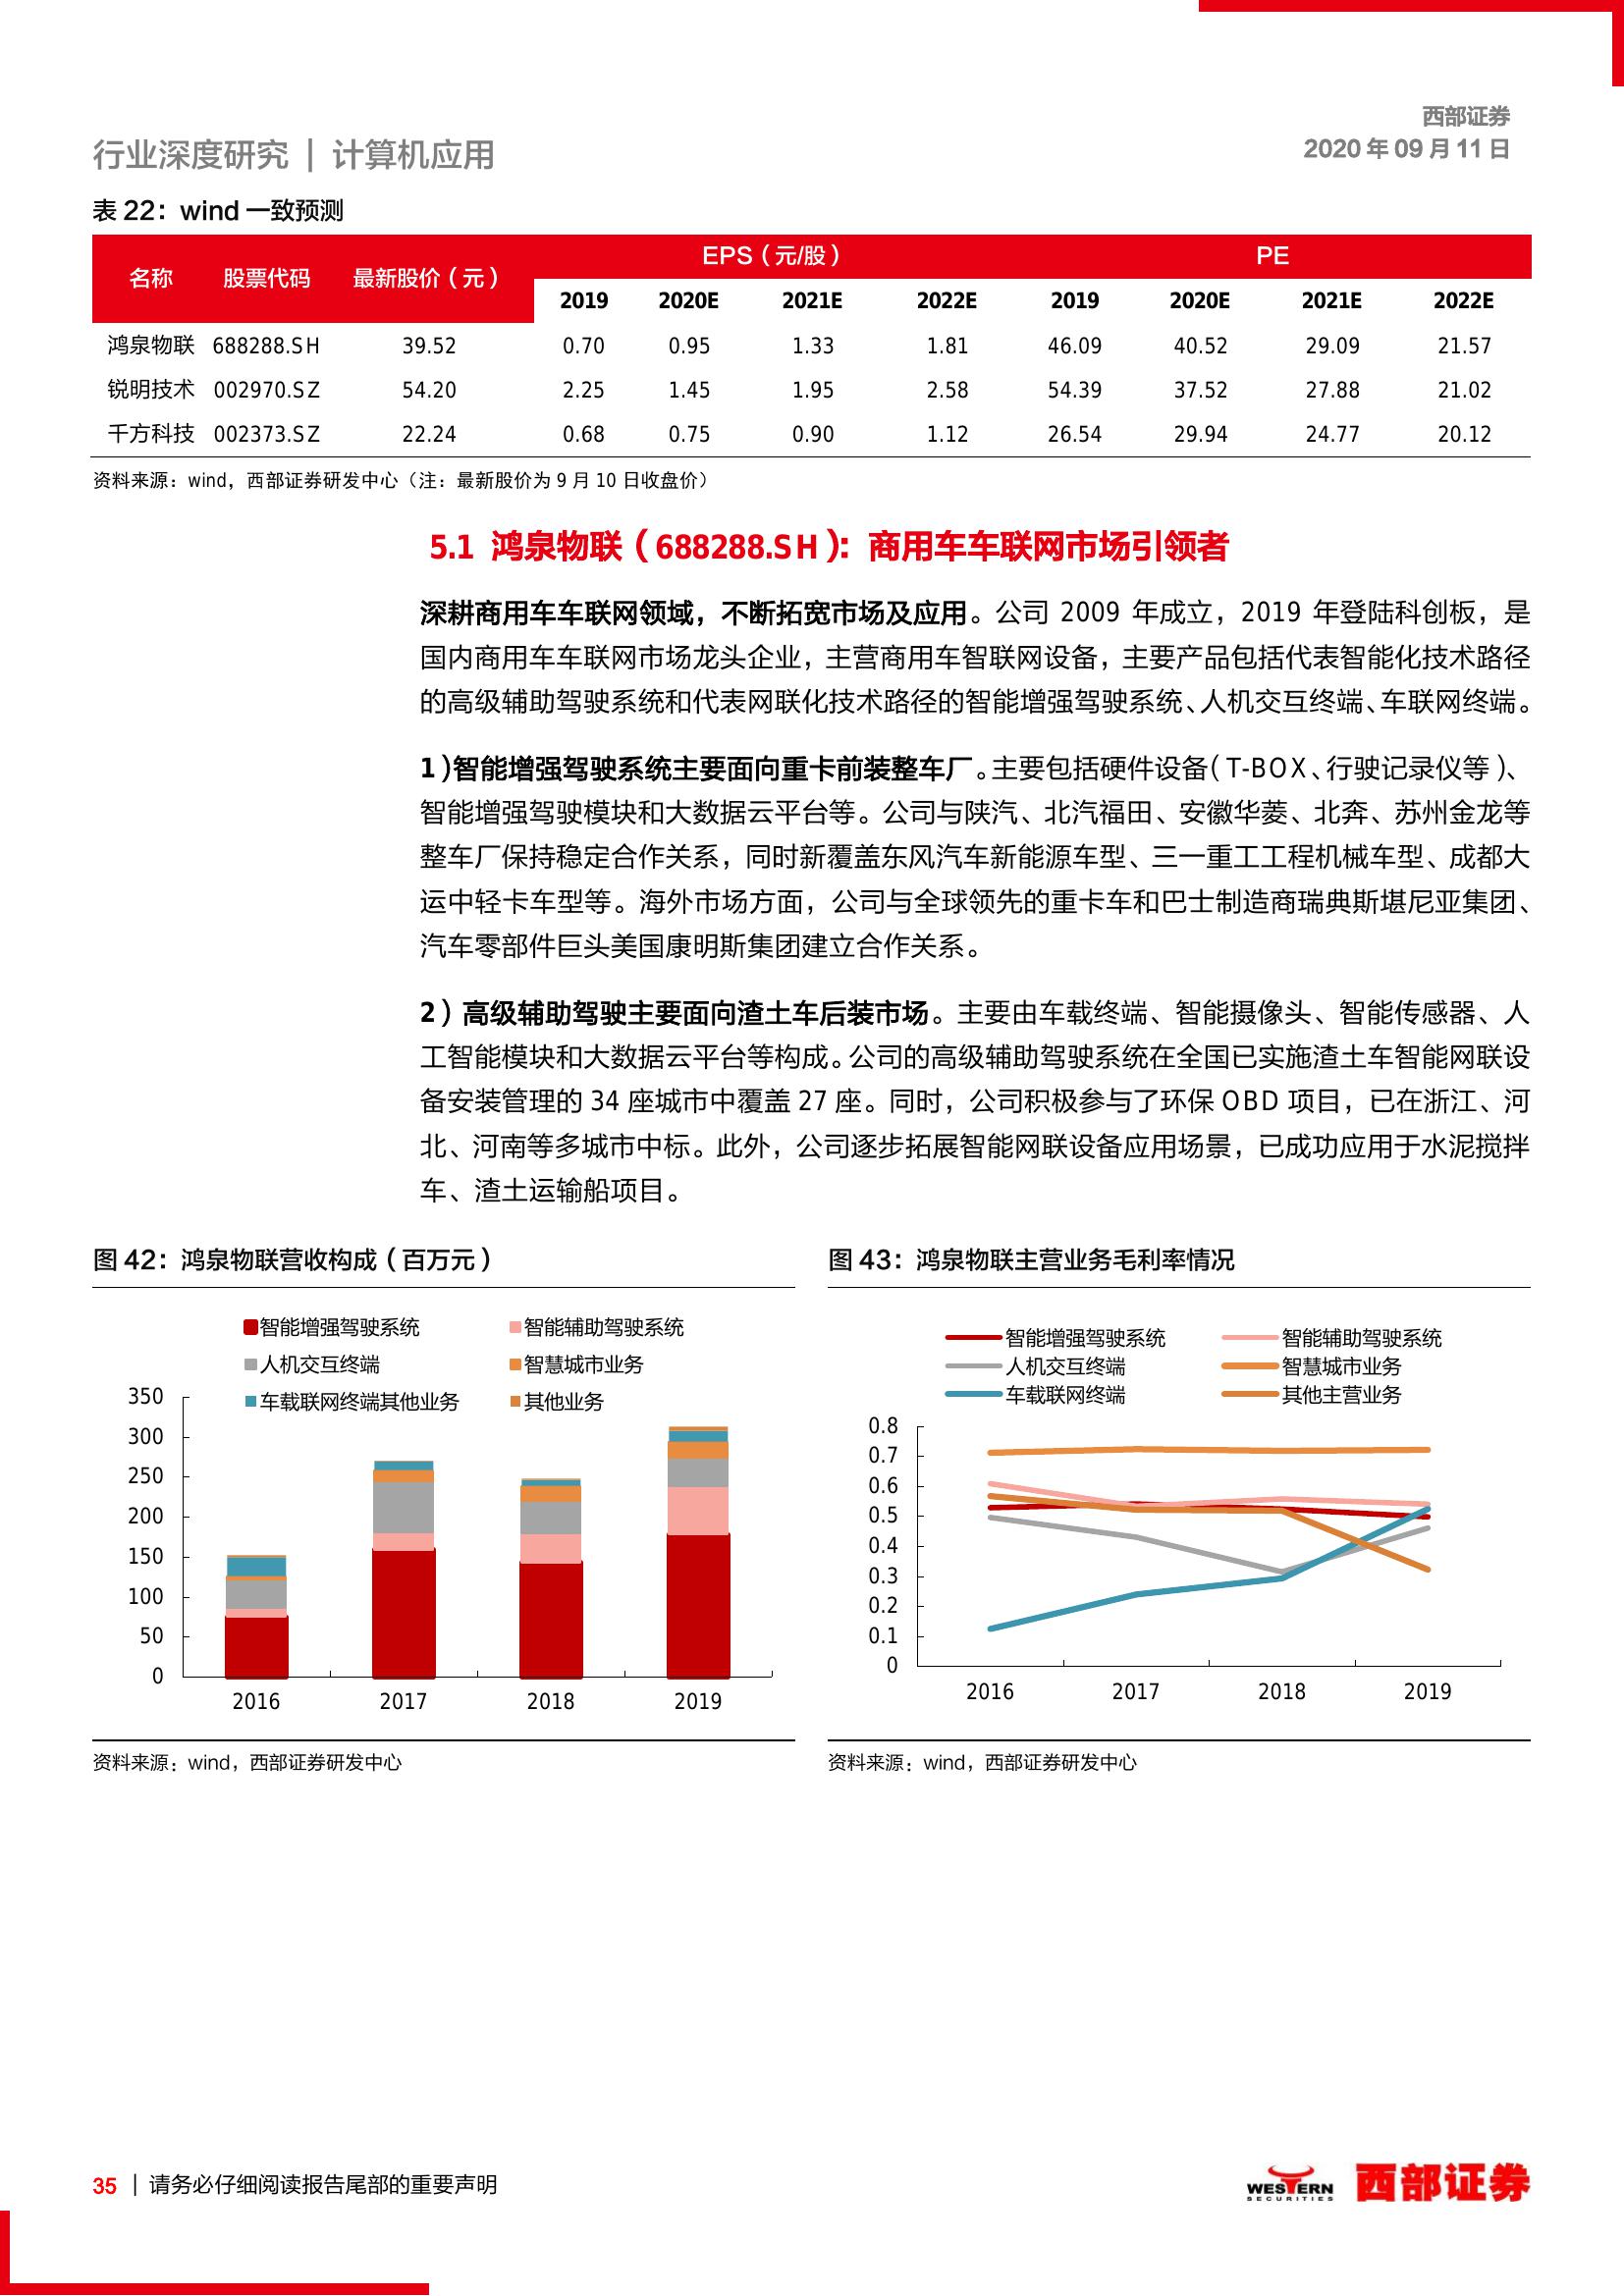 西部证券
2020 年 09 月 11 日
行业深度研究 | 计算机应用
表 22：wind 一致预测
名称 股票代码 最新股价（元） EPS（元/股） PE
2019 2020E 2021E 2022E 2019 2020E 2021E 2022E
鸿泉物联 688288.SH 39.52 0.70 0.95 1.33 1.81 46.09 40.52 29.09 21.57
锐明技术 002970.SZ 54.20 2.25 1.45 1.95 2.58 54.39 37.52 27.88 21.02
千方科技 002373.SZ 22.24 0.68 0.75 0.90 1.12 26.54 29.94 24.77 20.12
资料来源：wind，西部证券研发中心（注：最新股价为 9 月 10 日收盘价）
5.1 鸿泉物联（688288.SH）：商用车车联网市场引领者
深耕商用车车联网领域，不断拓宽市场及应用。公司 2009 年成立，2019 年登陆科创板，是
国内商用车车联网市场龙头企业，主营商用车智联网设备，主要产品包括代表智能化技术路径
的高级辅助驾驶系统和代表网联化技术路径的智能增强驾驶系统、人机交互终端、车联网终端。
1）智能增强驾驶系统主要面向重卡前装整车厂。主要包括硬件设备（T-BOX、行驶记录仪等）、
智能增强驾驶模块和大数据云平台等。公司与陕汽、北汽福田、安徽华菱、北奔、苏州金龙等
整车厂保持稳定合作关系，同时新覆盖东风汽车新能源车型、三一重工工程机械车型、成都大
运中轻卡车型等。海外市场方面，公司与全球领先的重卡车和巴士制造商瑞典斯堪尼亚集团、
汽车零部件巨头美国康明斯集团建立合作关系。
2）高级辅助驾驶主要面向渣土车后装市场。主要由车载终端、智能摄像头、智能传感器、人
工智能模块和大数据云平台等构成。公司的高级辅助驾驶系统在全国已实施渣土车智能网联设
备安装管理的 34 座城市中覆盖 27 座。同时，公司积极参与了环保 OBD 项目，已在浙江、河
北、河南等多城市中标。此外，公司逐步拓展智能网联设备应用场景，已成功应用于水泥搅拌
车、渣土运输船项目。
图 42：鸿泉物联营收构成（百万元）
智能增强驾驶系统 智能辅助驾驶系统
人机交互终端 智慧城市业务
车载联网终端其他业务 其他业务
350
300
250
200
150
100
50
0
2016 2017 2018 2019
资料来源：wind，西部证券研发中心
图 43：鸿泉物联主营业务毛利率情况
智能增强驾驶系统 智能辅助驾驶系统
人机交互终端 智慧城市业务
车载联网终端 其他主营业务
0.8
0.7
0.6
0.5
0.4
0.3
0.2
0.1
0
2016 2017 2018 2019
资料来源：wind，西部证券研发中心
35 | 请务必仔细阅读报告尾部的重要声明
WESTERN
SECURITIES
西部证券